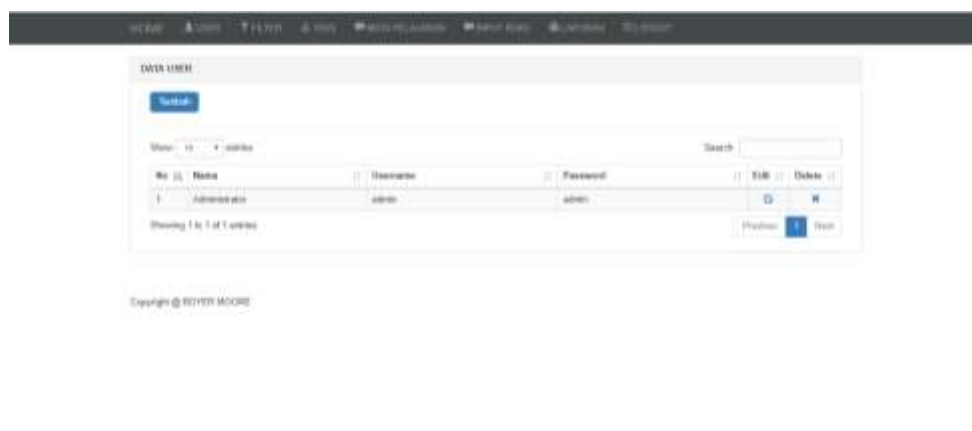 HOME USER FILTER
DATA USER
Tambah
Show 10 entries Search
No Nama Username Password Edit Delete
1 Administrator admin admin
Showing 1 to 1 of 1 entries Previous 1 Next
Copyright @ BOYER MOORE